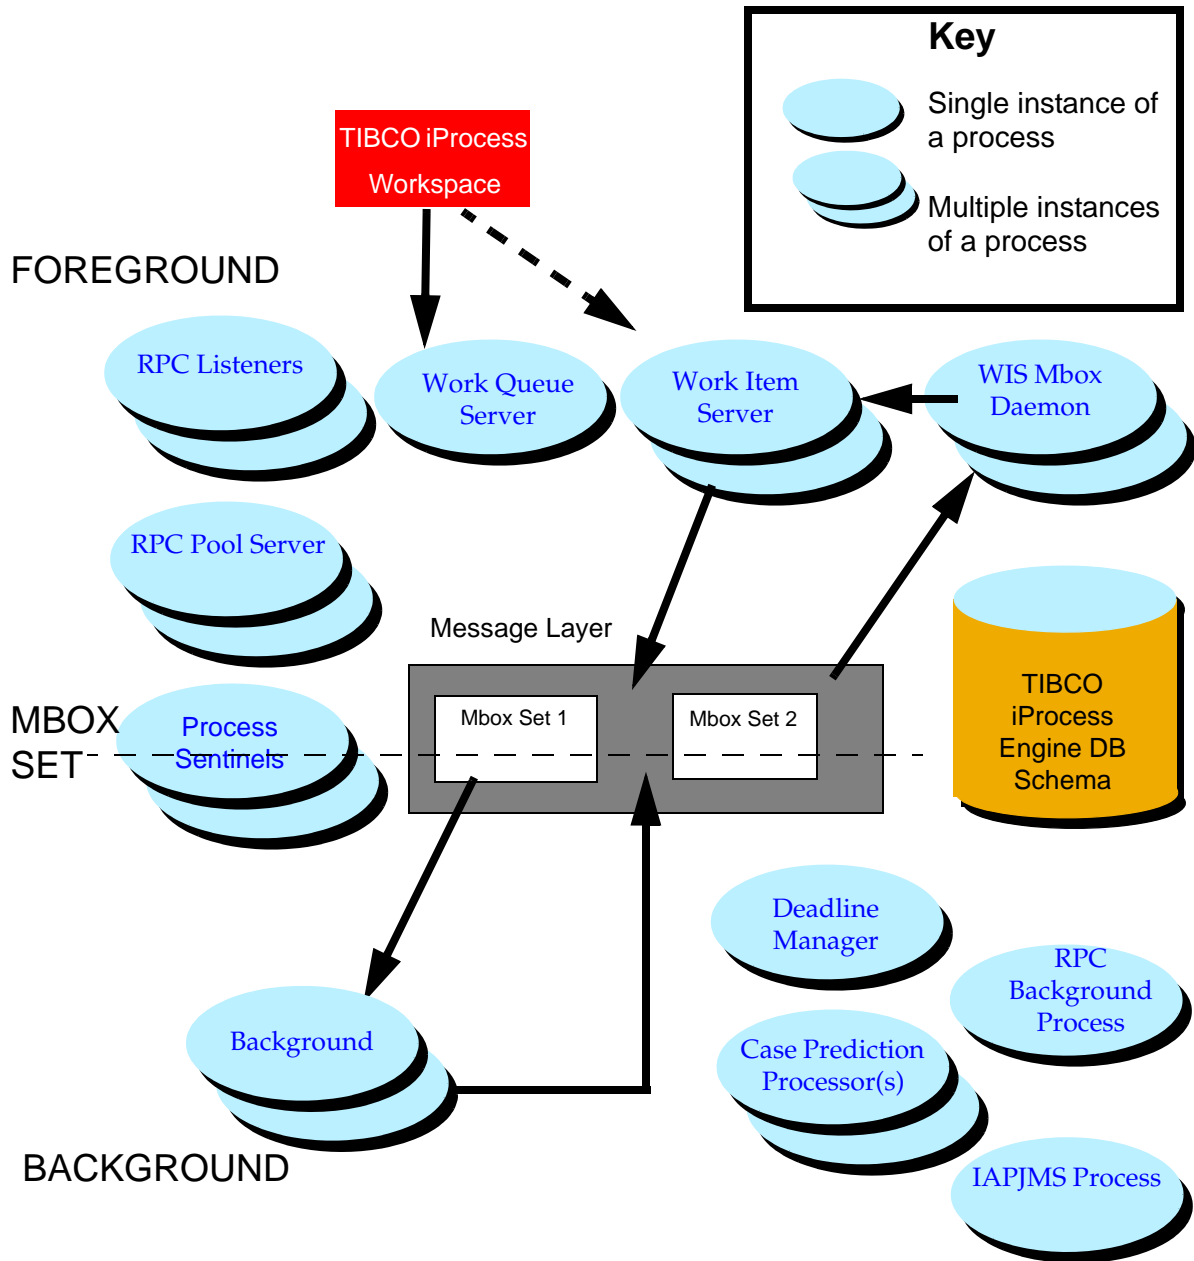 Key
Single instance of
a process
Multiple instances
of a process
TIBCO iProcess
Workspace
FOREGROUND
RPC Listeners
Work Queue
Server
Work Item
Server
WIS Mbox
Daemon
RPC Pool Server
Message Layer
MBOX
SET
Process
Sentinels
Mbox Set 1
Mbox Set 2
TIBCO
iProcess
Engine DB
Schema
Deadline
Manager
RPC
Background
Process
Background
Case Prediction
Processor(s)
BACKGROUND
IAPJMS Process